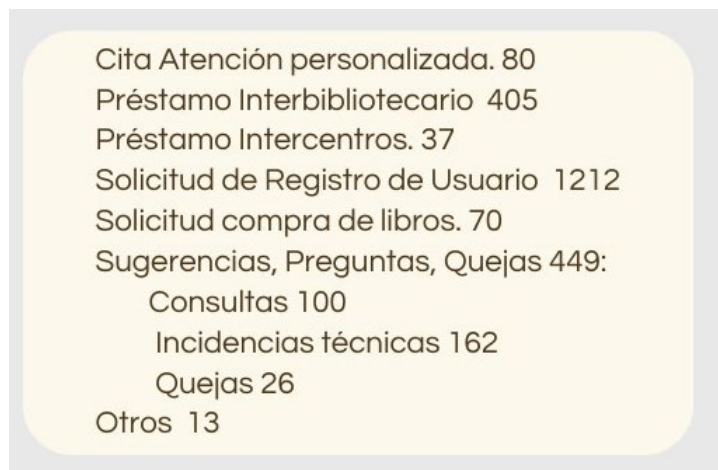 Cita Atención personalizada. 80
Préstamo Interbibliotecario 405
Préstamo Intercentros. 37
Solicitud de Registro de Usuario 1212
Solicitud compra de libros. 70
Sugerencias, Preguntas, Quejas 449:
Consultas 100
Incidencias técnicas 162
Quejas 26
Otros 13